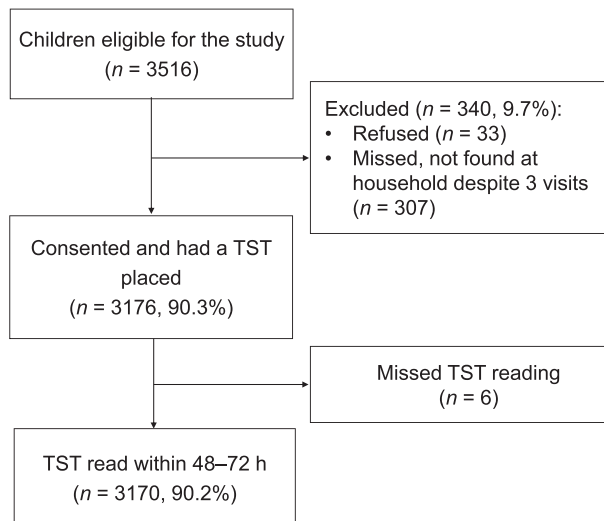 Children eligible for the study
(n = 3516)
Excluded (n = 340, 9.7%):
• Refused (n = 33)
• Missed, not found at
household despite 3 visits
(n = 307)
Consented and had a TST
placed
(n = 3176, 90.3%)
Missed TST reading
(n = 6)
TST read within 48–72 h
(n = 3170, 90.2%)